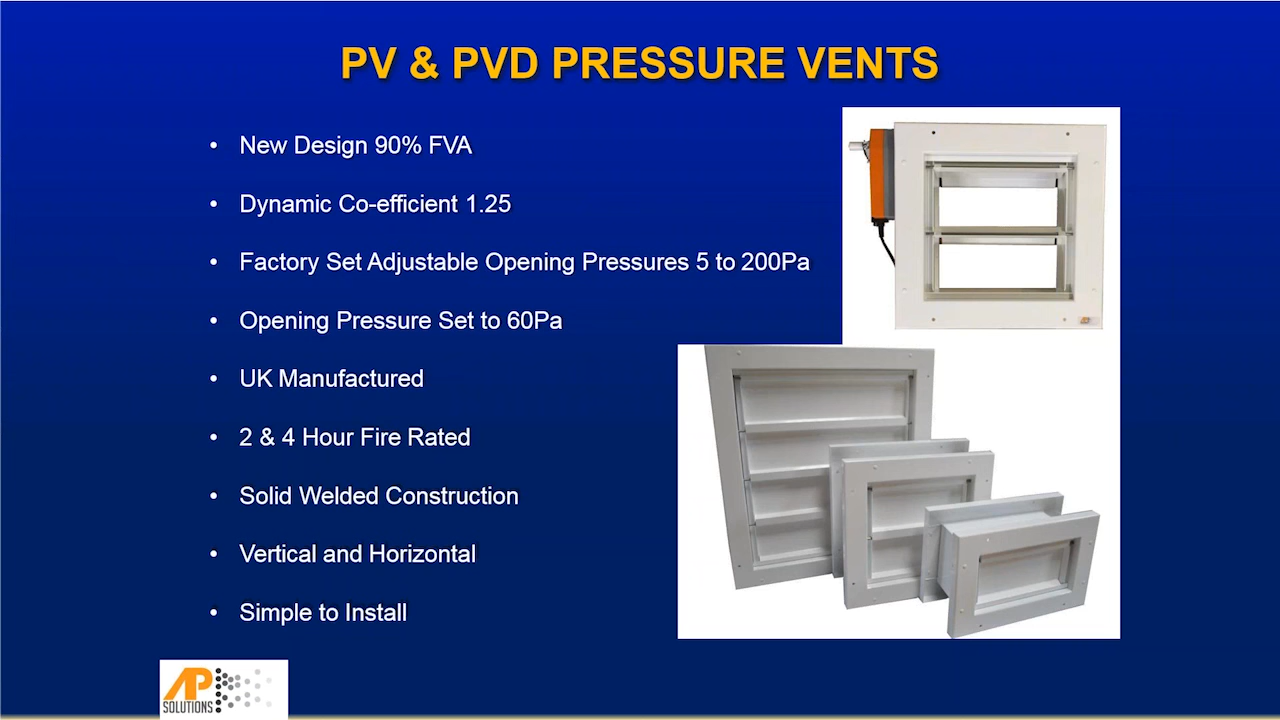 PV & PVD PRESSURE VENTS
• New Design 90% FVA
• Dynamic Co-efficient 1.25
• Factory Set Adjustable Opening Pressures 5 to 200Pa
• Opening Pressure Set to 60Pa
• UK Manufactured
• 2 & 4 Hour Fire Rated
• Solid Welded Construction
• Vertical and Horizontal
• Simple to Install
AP
SOLUTIONS